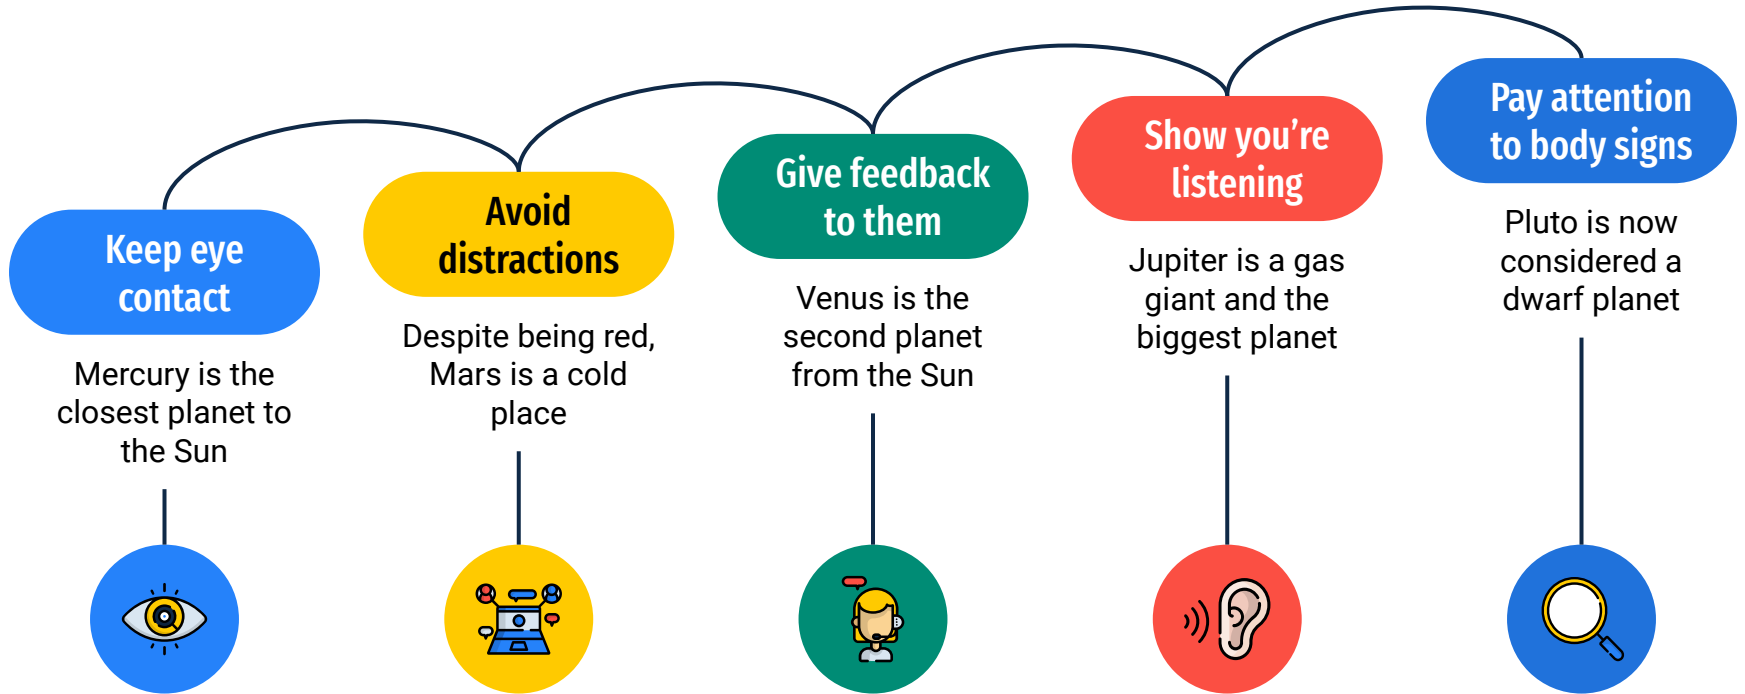 Keep eye
contact
Mercury is the
closest planet to
the Sun
Avoid
distractions
Despite being red,
Mars is a cold
place
Give feedback
to them
Venus is the
second planet
from the Sun
Show you’re
listening
Jupiter is a gas
giant and the
biggest planet
Pay attention
to body signs
Pluto is now
considered a
dwarf planet